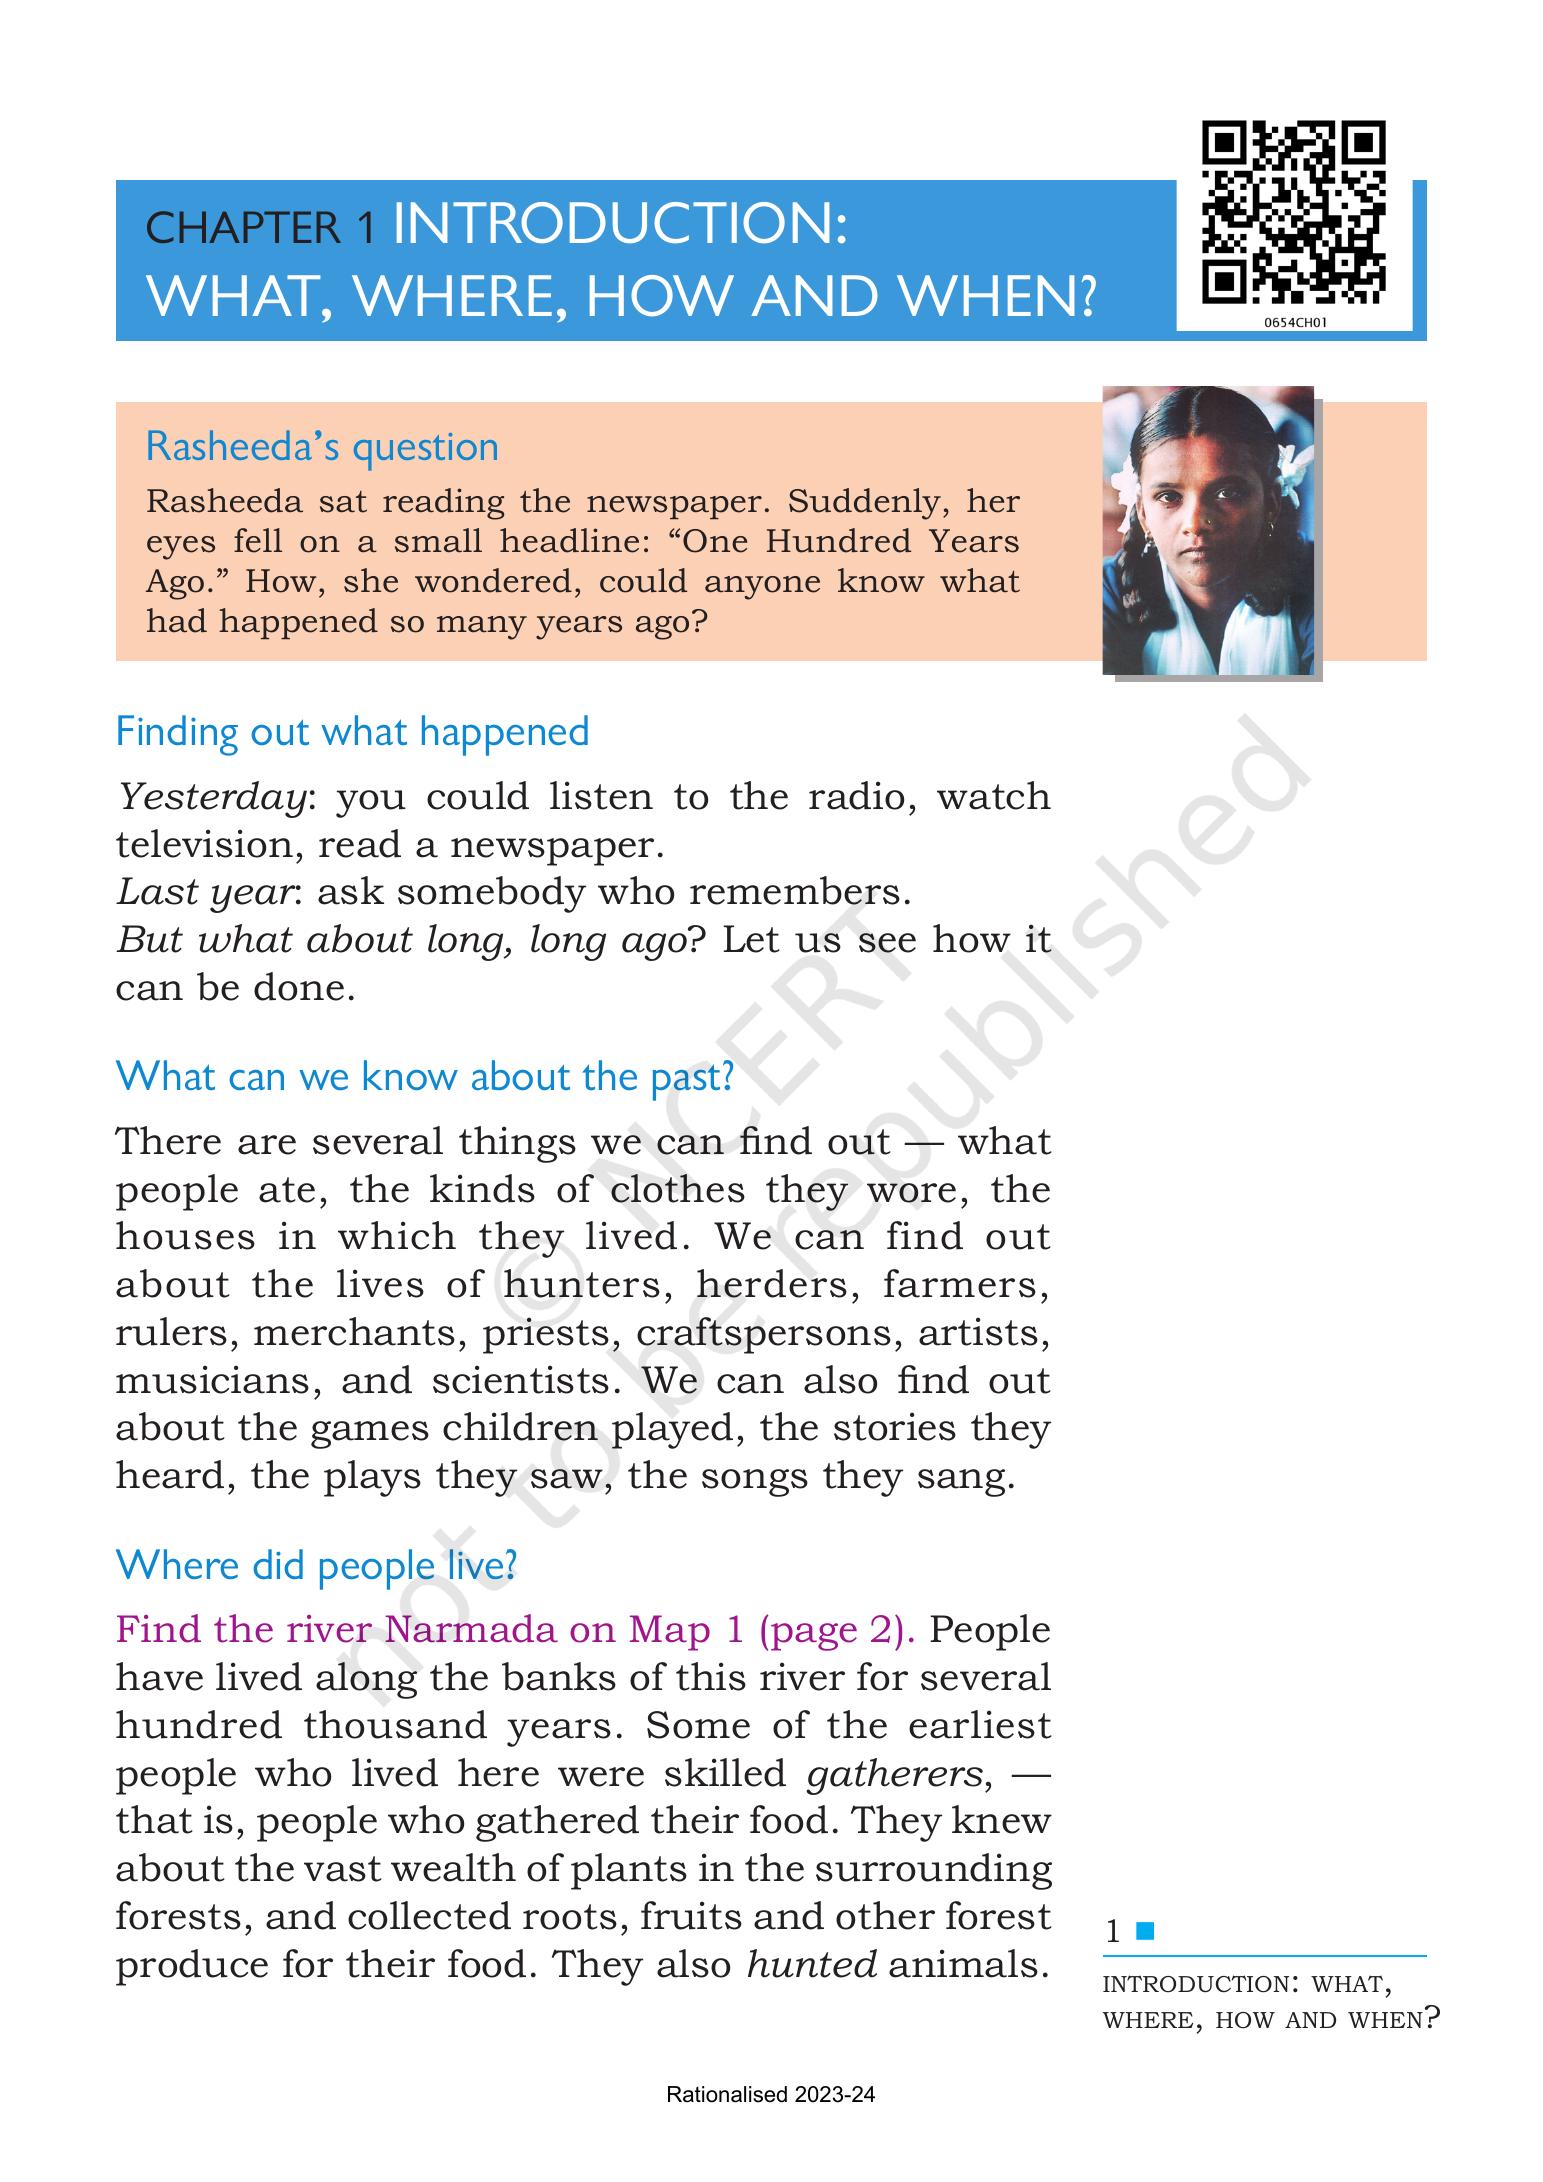 CHAPTER 1 INTRODUCTION:
WHAT, WHERE, HOW AND WHEN?
0654CH01
Rasheeda’s question
Rasheeda sat reading the newspaper. Suddenly, her
eyes fell on a small headline: “One Hundred Years
Ago.” How, she wondered, could anyone know what
had happened so many years ago?
Finding out what happened
Yesterday: you could listen to the radio, watch
television, read a newspaper.
Last year: ask somebody who remembers.
But what about long, long ago? Let us see how it
can be done.
What can we know about the past?
There are several things we can find out — what
people ate, the kinds of clothes they wore, the
houses in which they lived. We can find out
about the lives of hunters, herders, farmers,
rulers, merchants, priests, craftspersons, artists,
musicians, and scientists. We can also find out
about the games children played, the stories they
heard, the plays they saw, the songs they sang.
Where did people live?
Find the river Narmada on Map 1 (page 2). People
have lived along the banks of this river for several
hundred thousand years. Some of the earliest
people who lived here were skilled gatherers, —
that is, people who gathered their food. They knew
about the vast wealth of plants in the surrounding
forests, and collected roots, fruits and other forest
produce for their food. They also hunted animals.
1
INTRODUCTION: WHAT,
WHERE, HOW AND WHEN?
Rationalised 2023-24
© NCERT
not to be republished